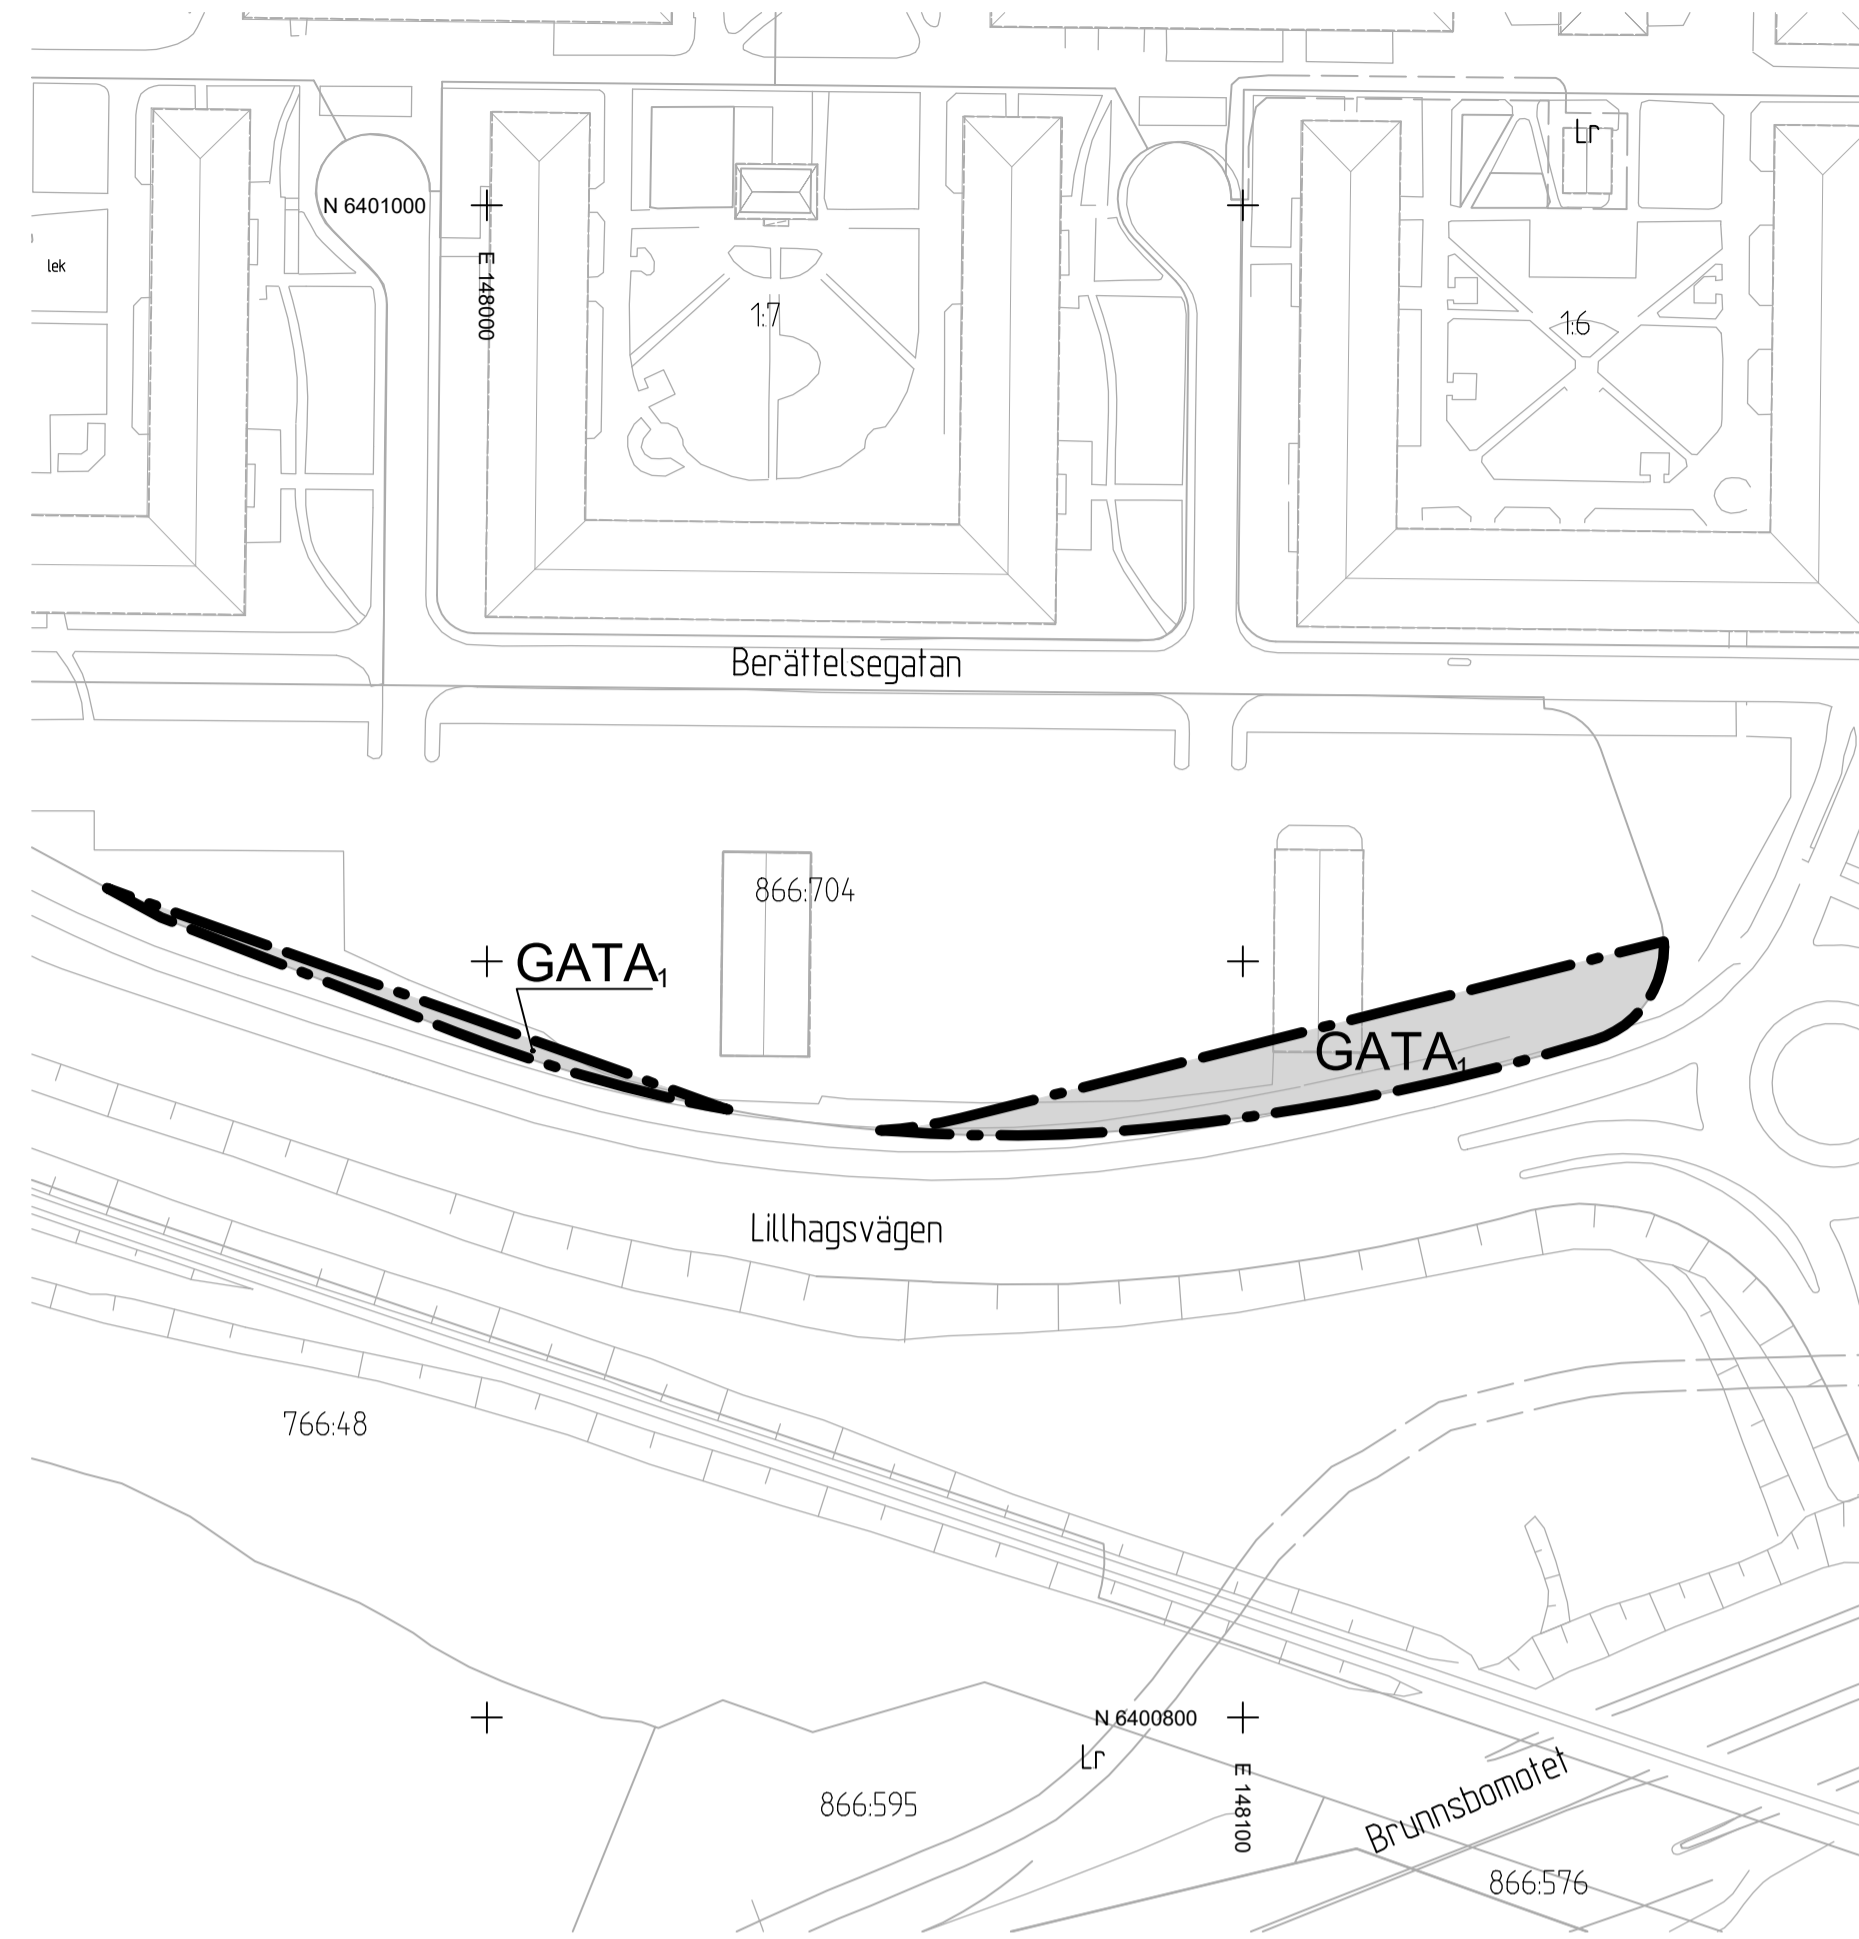 Lr
N 6401000
lek
E 148000
1:7
1:6
Berättelsegatan
866:704
GATA1
GATA1
Lillhagsvägen
766:48
N 6400800
Lr
E 148100
866:595
Brunnsbomotet
866:576